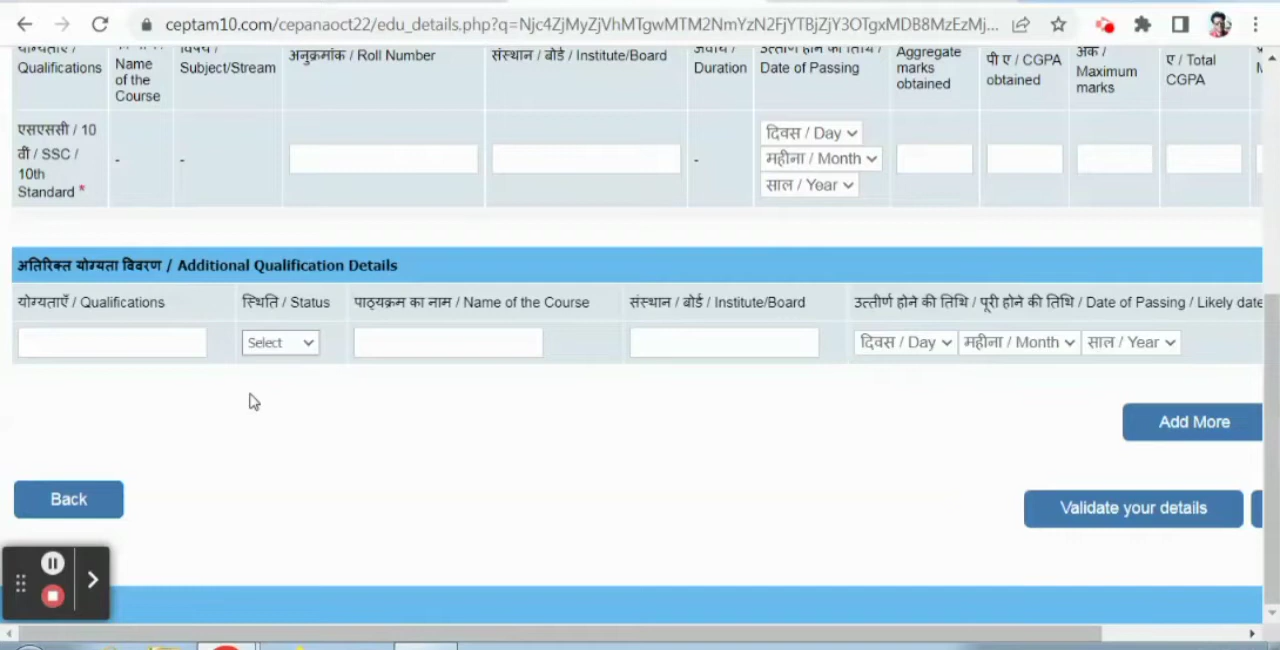 ceptam10.com/cepanaoct22/edu_details.php?q=Njc4ZjMyZjVhMTgwMTM2NmYzN2FjYTBjZjY3OTgxMDB8MzEzMj...
योग्यताएँ / Qualifications
Name of the Course
विषय / Subject/Stream
अनुक्रमांक / Roll Number
संस्थान / बोर्ड / Institute/Board
अवधि / Duration
उत्तीर्ण होने की तिथि / Date of Passing
Aggregate marks obtained
पी ए / CGPA obtained
अंक / Maximum marks
ए / Total CGPA
एसएससी / 10 वीं / SSC / 10th Standard *
-
-
-
दिवस / Day
महीना / Month
साल / Year
अतिरिक्त योग्यता विवरण / Additional Qualification Details
योग्यताएँ / Qualifications
स्थिति / Status
पाठ्यक्रम का नाम / Name of the Course
संस्थान / बोर्ड / Institute/Board
उत्तीर्ण होने की तिथि / पूरी होने की तिथि / Date of Passing / Likely date
Select
दिवस / Day
महीना / Month
साल / Year
Add More
Back
Validate your details